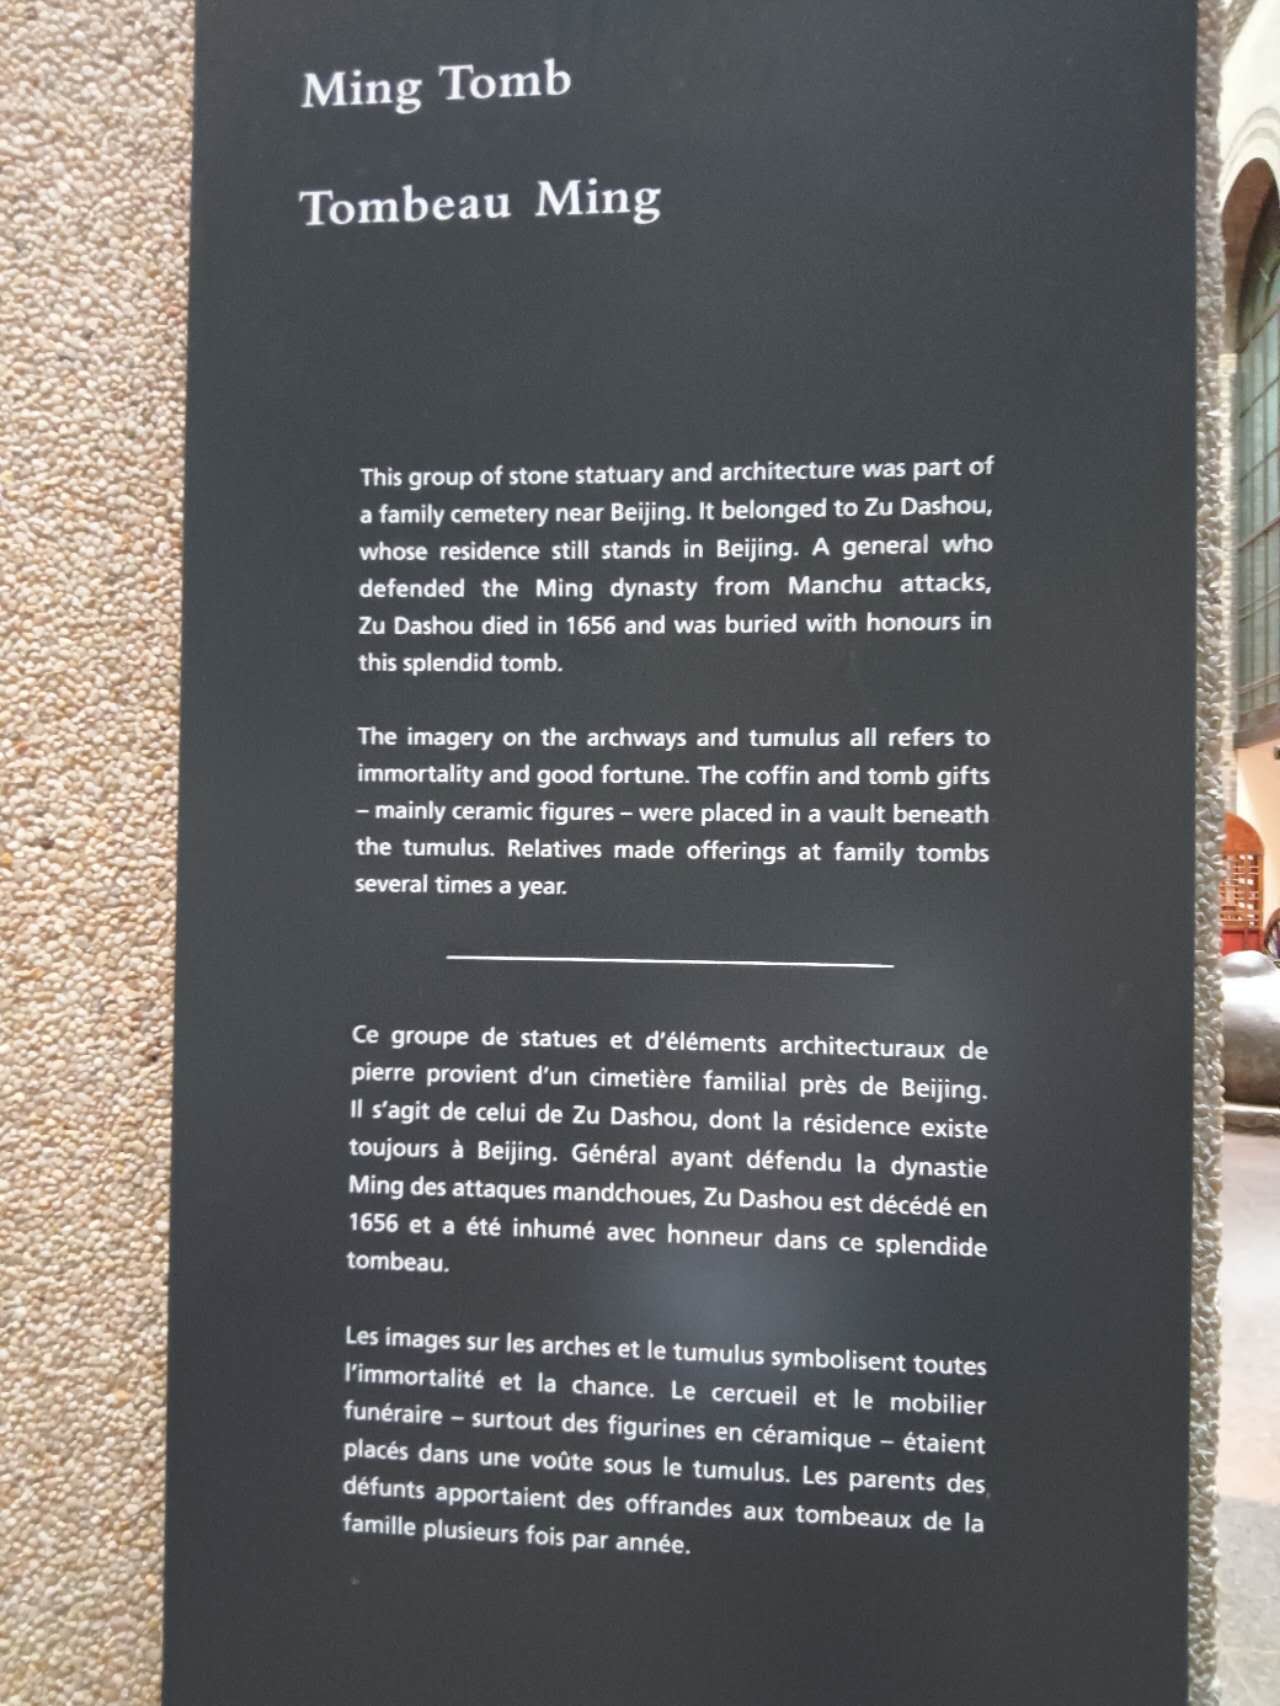 Ming Tomb
Tombeau Ming
This group of stone statuary and architecture was part of
a family cemetery near Beijing. It belonged to Zu Dashou,
whose residence still stands in Beijing. A general who
defended the Ming dynasty from Manchu attacks,
Zu Dashou died in 1656 and was buried with honours in
this splendid tomb.
The imagery on the archways and tumulus all refers to
immortality and good fortune. The coffin and tomb gifts
– mainly ceramic figures – were placed in a vault beneath
the tumulus. Relatives made offerings at family tombs
several times a year.
Ce groupe de statues et d'éléments architecturaux de
pierre provient d'un cimetière familial près de Beijing.
Il s'agit de celui de Zu Dashou, dont la résidence existe
toujours à Beijing. Général ayant défendu la dynastie
Ming des attaques mandchoues, Zu Dashou est décédé en
1656 et a été inhumé avec honneur dans ce splendide
tombeau.
Les images sur les arches et le tumulus symbolisent toutes
l'immortalité et la chance. Le cercueil et le mobilier
funéraire – surtout des figurines en céramique – étaient
placés dans une voûte sous le tumulus. Les parents des
défunts apportaient des offrandes aux tombeaux de la
famille plusieurs fois par année.